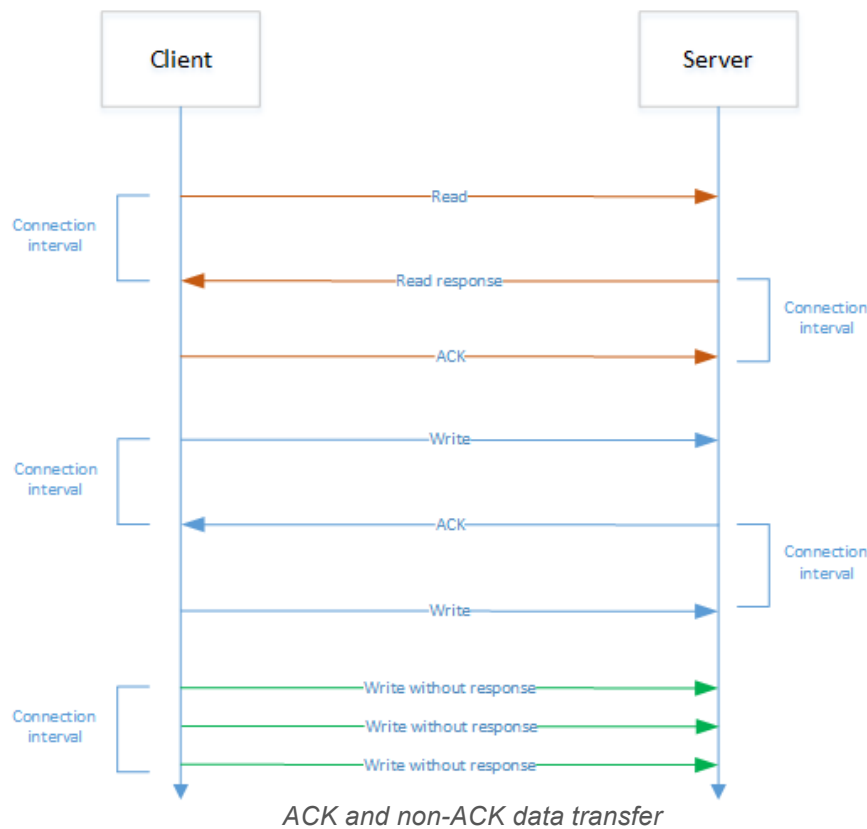 Client
Server
Read
Connection
interval
Read response
Connection
interval
ACK
Write
Connection
interval
ACK
Connection
interval
Write
Write without response
Connection
interval
Write without response
Write without response
ACK and non-ACK data transfer